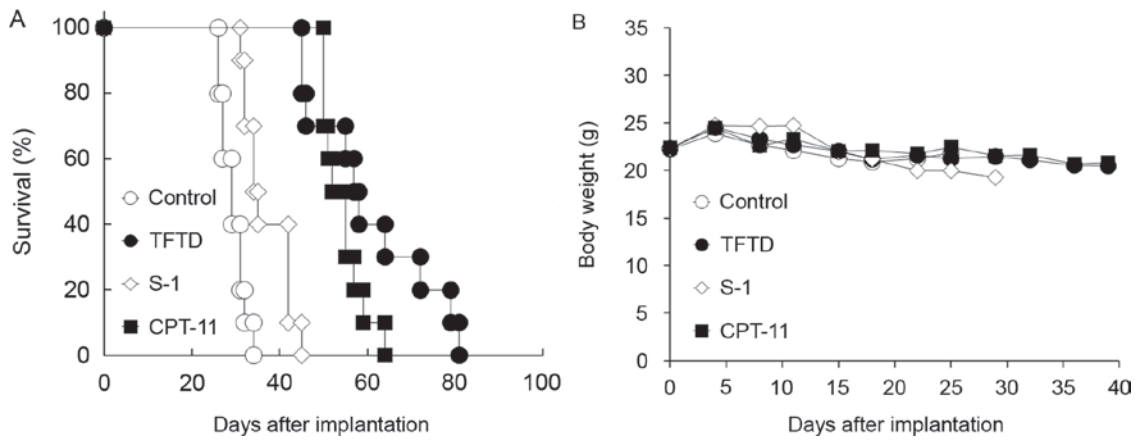 A
100
80
60
40
20
0
Survival (%)
Control
TFTD
S-1
CPT-11
0 20 40 60 80 100
Days after implantation
B
35
30
25
20
15
10
5
0
Body weight (g)
Control
TFTD
S-1
CPT-11
0 5 10 15 20 25 30 35 40
Days after implantation